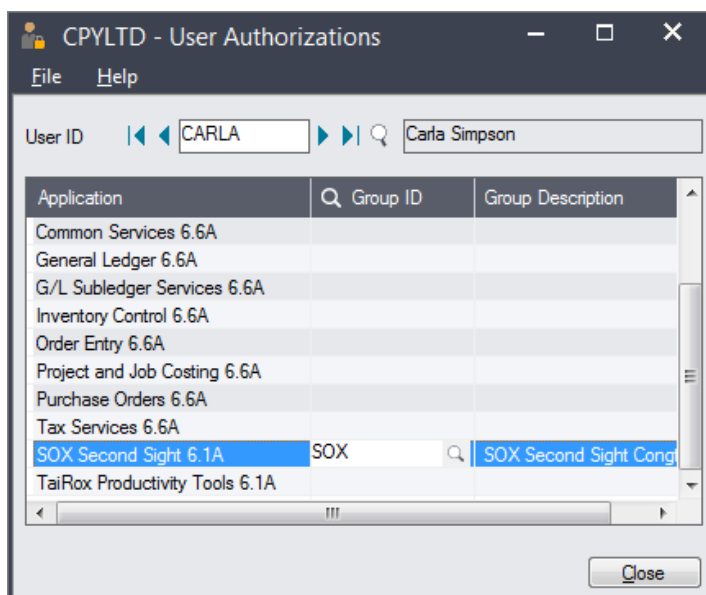 CPYLTD - User Authorizations
File Help
User ID CARLA Carla Simpson
Application Group ID Group Description
Common Services 6.6A
General Ledger 6.6A
G/L Subledger Services 6.6A
Inventory Control 6.6A
Order Entry 6.6A
Project and Job Costing 6.6A
Purchase Orders 6.6A
Tax Services 6.6A
SOX Second Sight 6.1A SOX SOX Second Sight Congf
TaiRox Productivity Tools 6.1A
Close